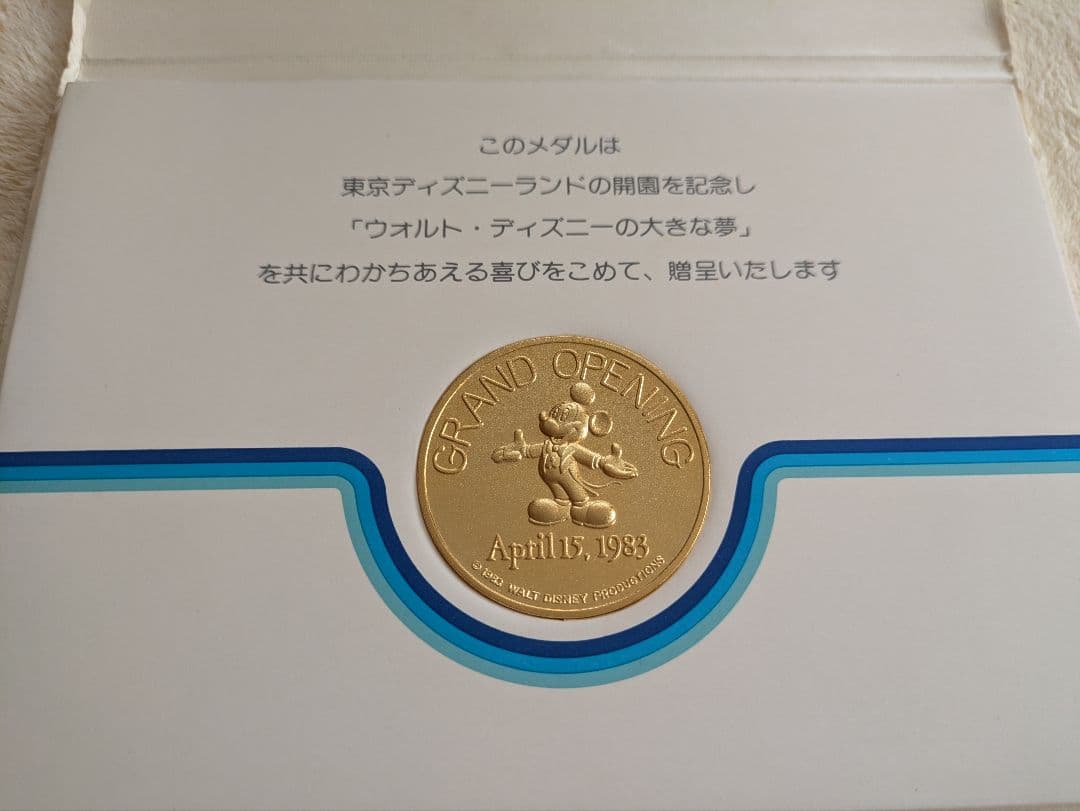 このメダルは
東京ディズニーランドの開園を記念し
「ウォルト・ディズニーの大きな夢」
を共にわかちあえる喜びをこめて、贈呈いたします
GRAND OPENING
April 15, 1983
©1983 WALT DISNEY PRODUCTIONS